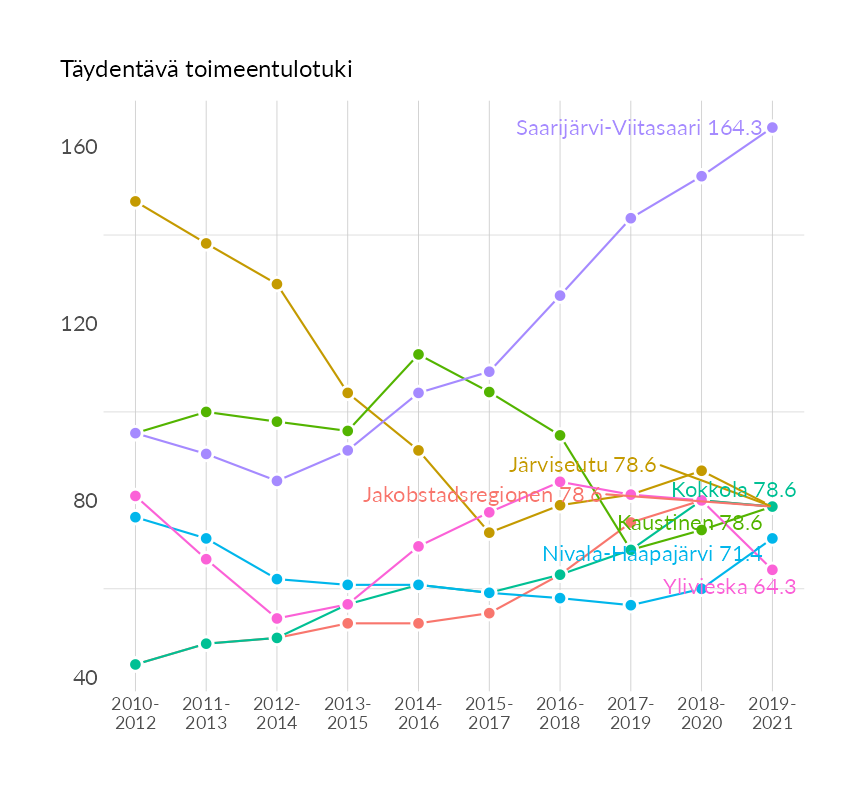 Täydentävä toimeentulotuki
160
120
80
40
Saarijärvi-Viitasaari 164.3
Järviseutu 78.6
Jakobstadsregionen 78.6
Kokkola 78.6
Kaustinen 78.6
Nivala-Haapajärvi 71.4
Ylivieska 64.3
2010- 2011- 2012- 2013- 2014- 2015- 2016- 2017- 2018- 2019-
2012 2013 2014 2015 2016 2017 2018 2019 2020 2021